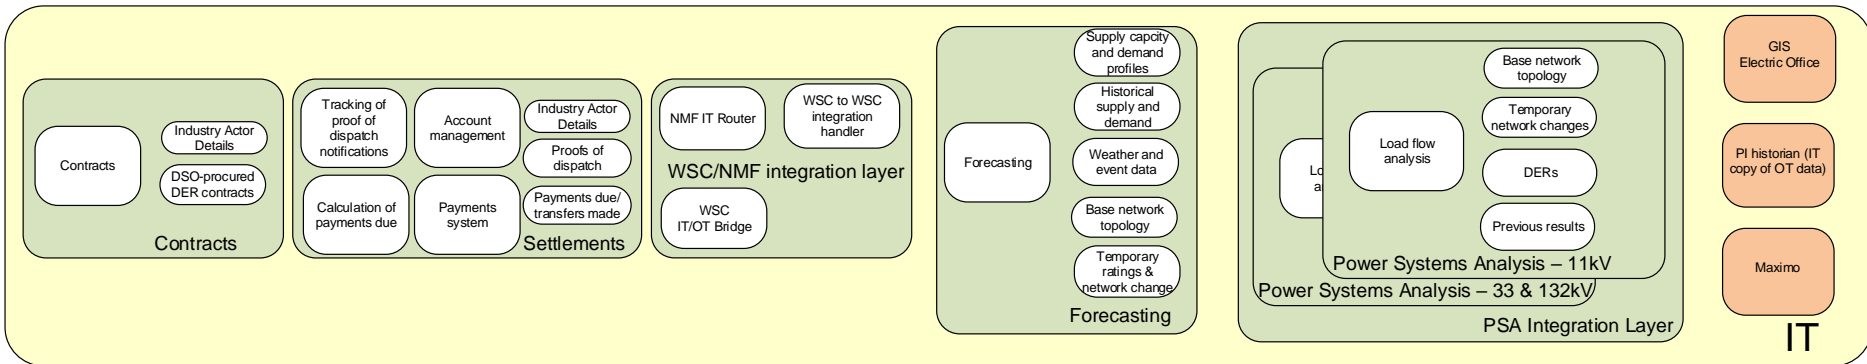 Contracts
Industry Actor
Details
DSO-procured
DER contracts
Contracts
Tracking of
proof of
dispatch
notifications
Account
management
Industry Actor
Details
Proofs of
dispatch
Calculation of
payments due
Payments
system
Payments due/
transfers made
Settlements
NMF IT Router
WSC to WSC
integration
handler
WSC/NMF integration layer
WSC
IT/OT Bridge
Forecasting
Supply capcity
and demand
profiles
Historical
supply and
demand
Weather and
event data
Base network
topology
Temporary
ratings &
network change
Forecasting
Load flow
analysis
Base network
topology
Temporary
network changes
DERs
Previous results
Power Systems Analysis – 11kV
Power Systems Analysis – 33 & 132kV
PSA Integration Layer
GIS
Electric Office
PI historian (IT
copy of OT data)
Maximo
IT